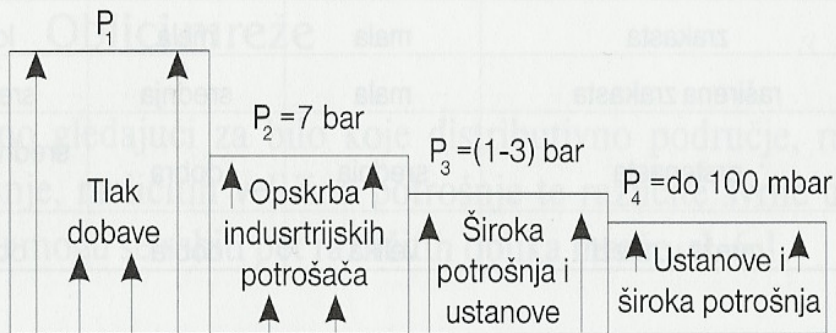 P₁
Tlak
dobave
P₂ =7 bar
Opskrba
indusrtrijskih
potrošača
P₃ =(1-3) bar
Široka
potrošnja i
ustanove
P₄ =do 100 mbar
Ustanove i
široka potrošnja